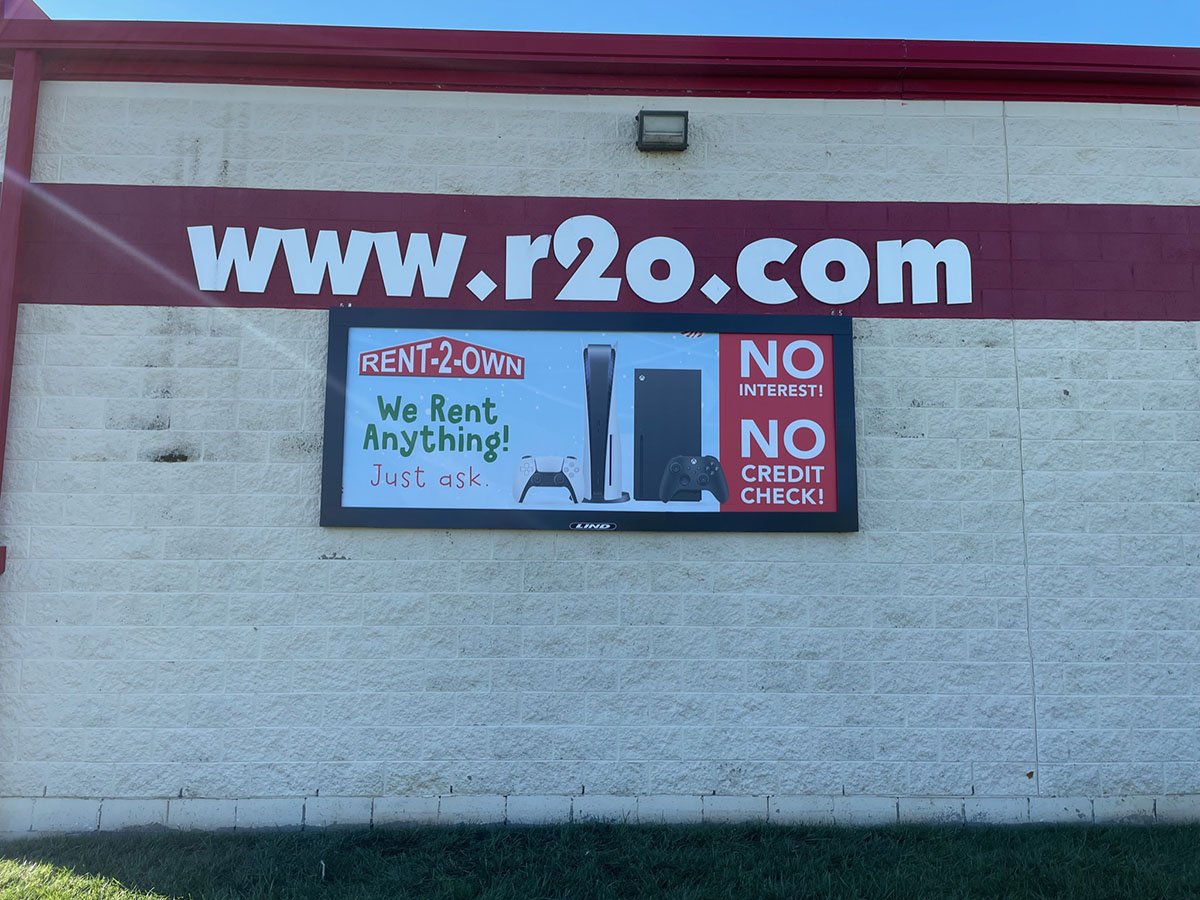 www.r2o.com
RENT-2-OWN
We Rent
Anything!
Just ask.
NO
INTEREST!
NO
CREDIT
CHECK!
LIND